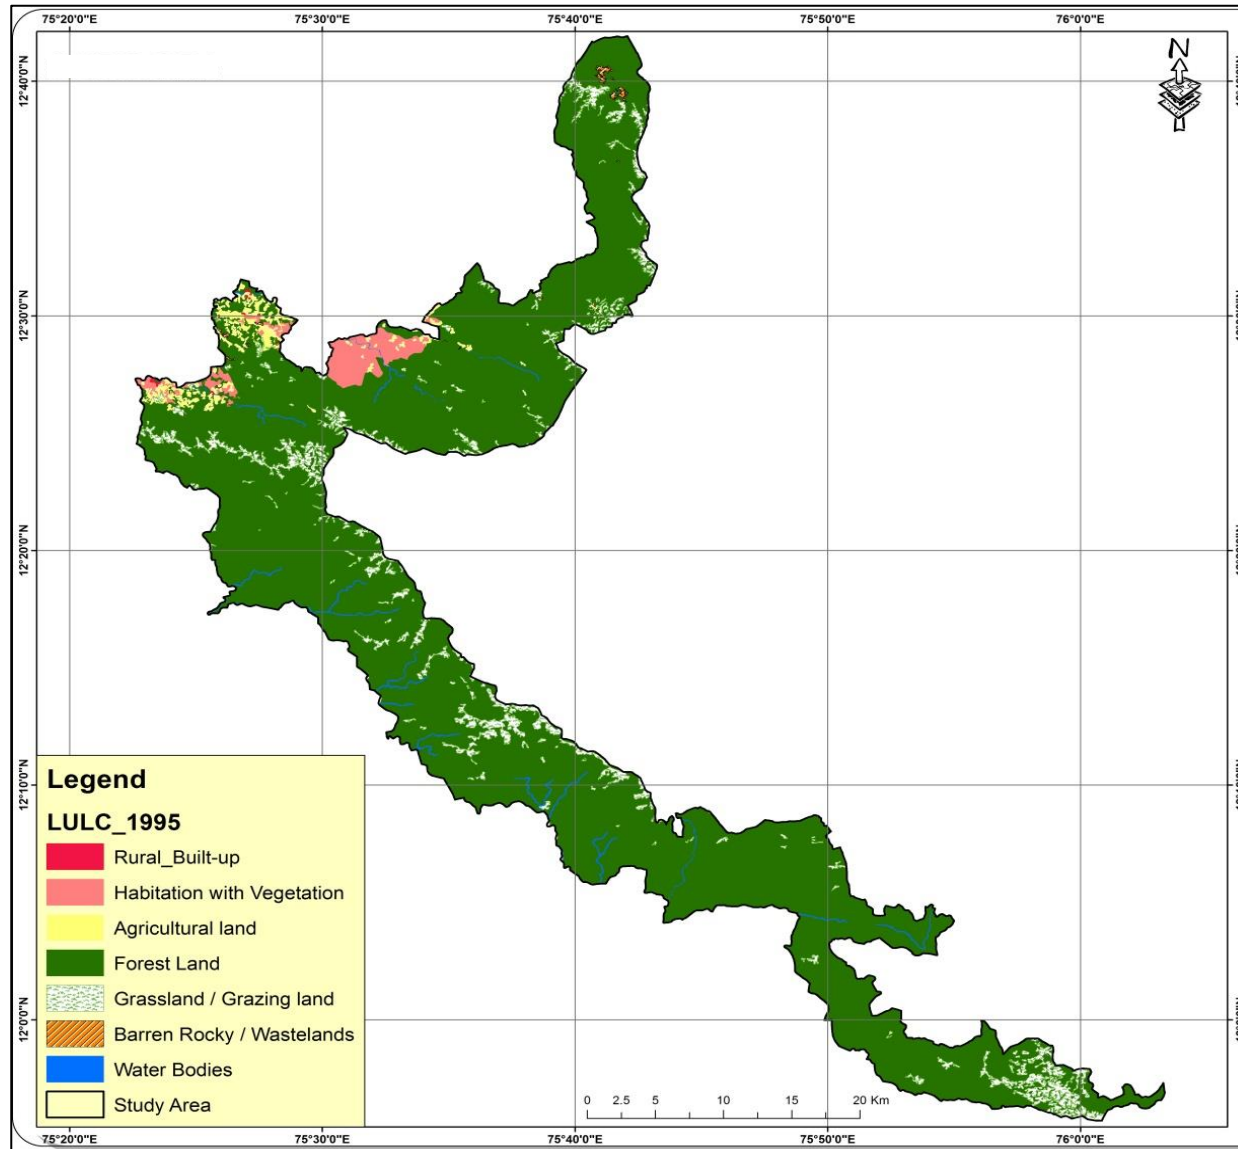 75°20'0"E 75°30'0"E 75°40'0"E 75°50'0"E 76°0'0"E
N
12°40'0"N
12°30'0"N
12°20'0"N
12°10'0"N
12°0'0"N
Legend
LULC_1995
Rural_Built-up
Habitation with Vegetation
Agricultural land
Forest Land
Grassland / Grazing land
Barren Rocky / Wastelands
Water Bodies
Study Area
0 2.5 5 10 15 20 Km
75°20'0"E 75°30'0"E 75°40'0"E 75°50'0"E 76°0'0"E